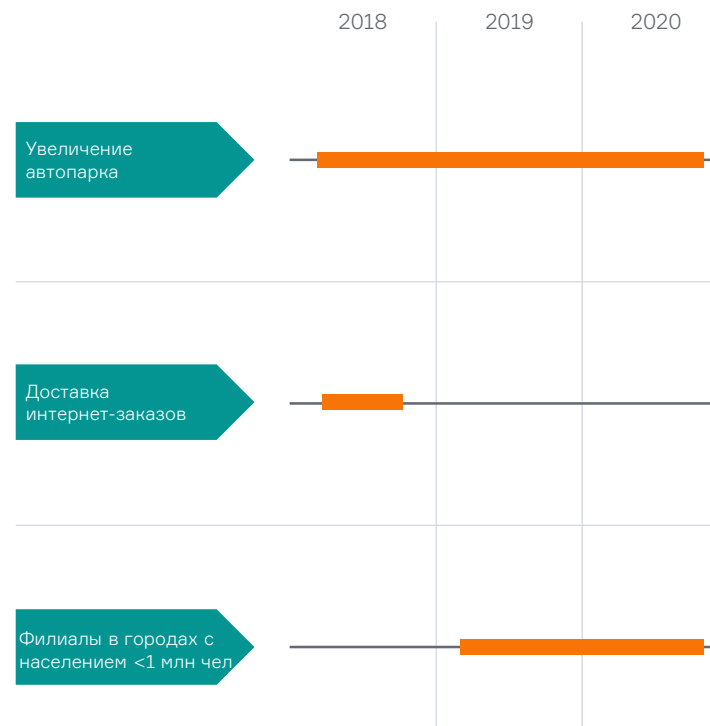 2018 2019 2020
Увеличение
автопарка
Доставка
интернет-заказов
Филиалы в городах с
населением <1 млн чел